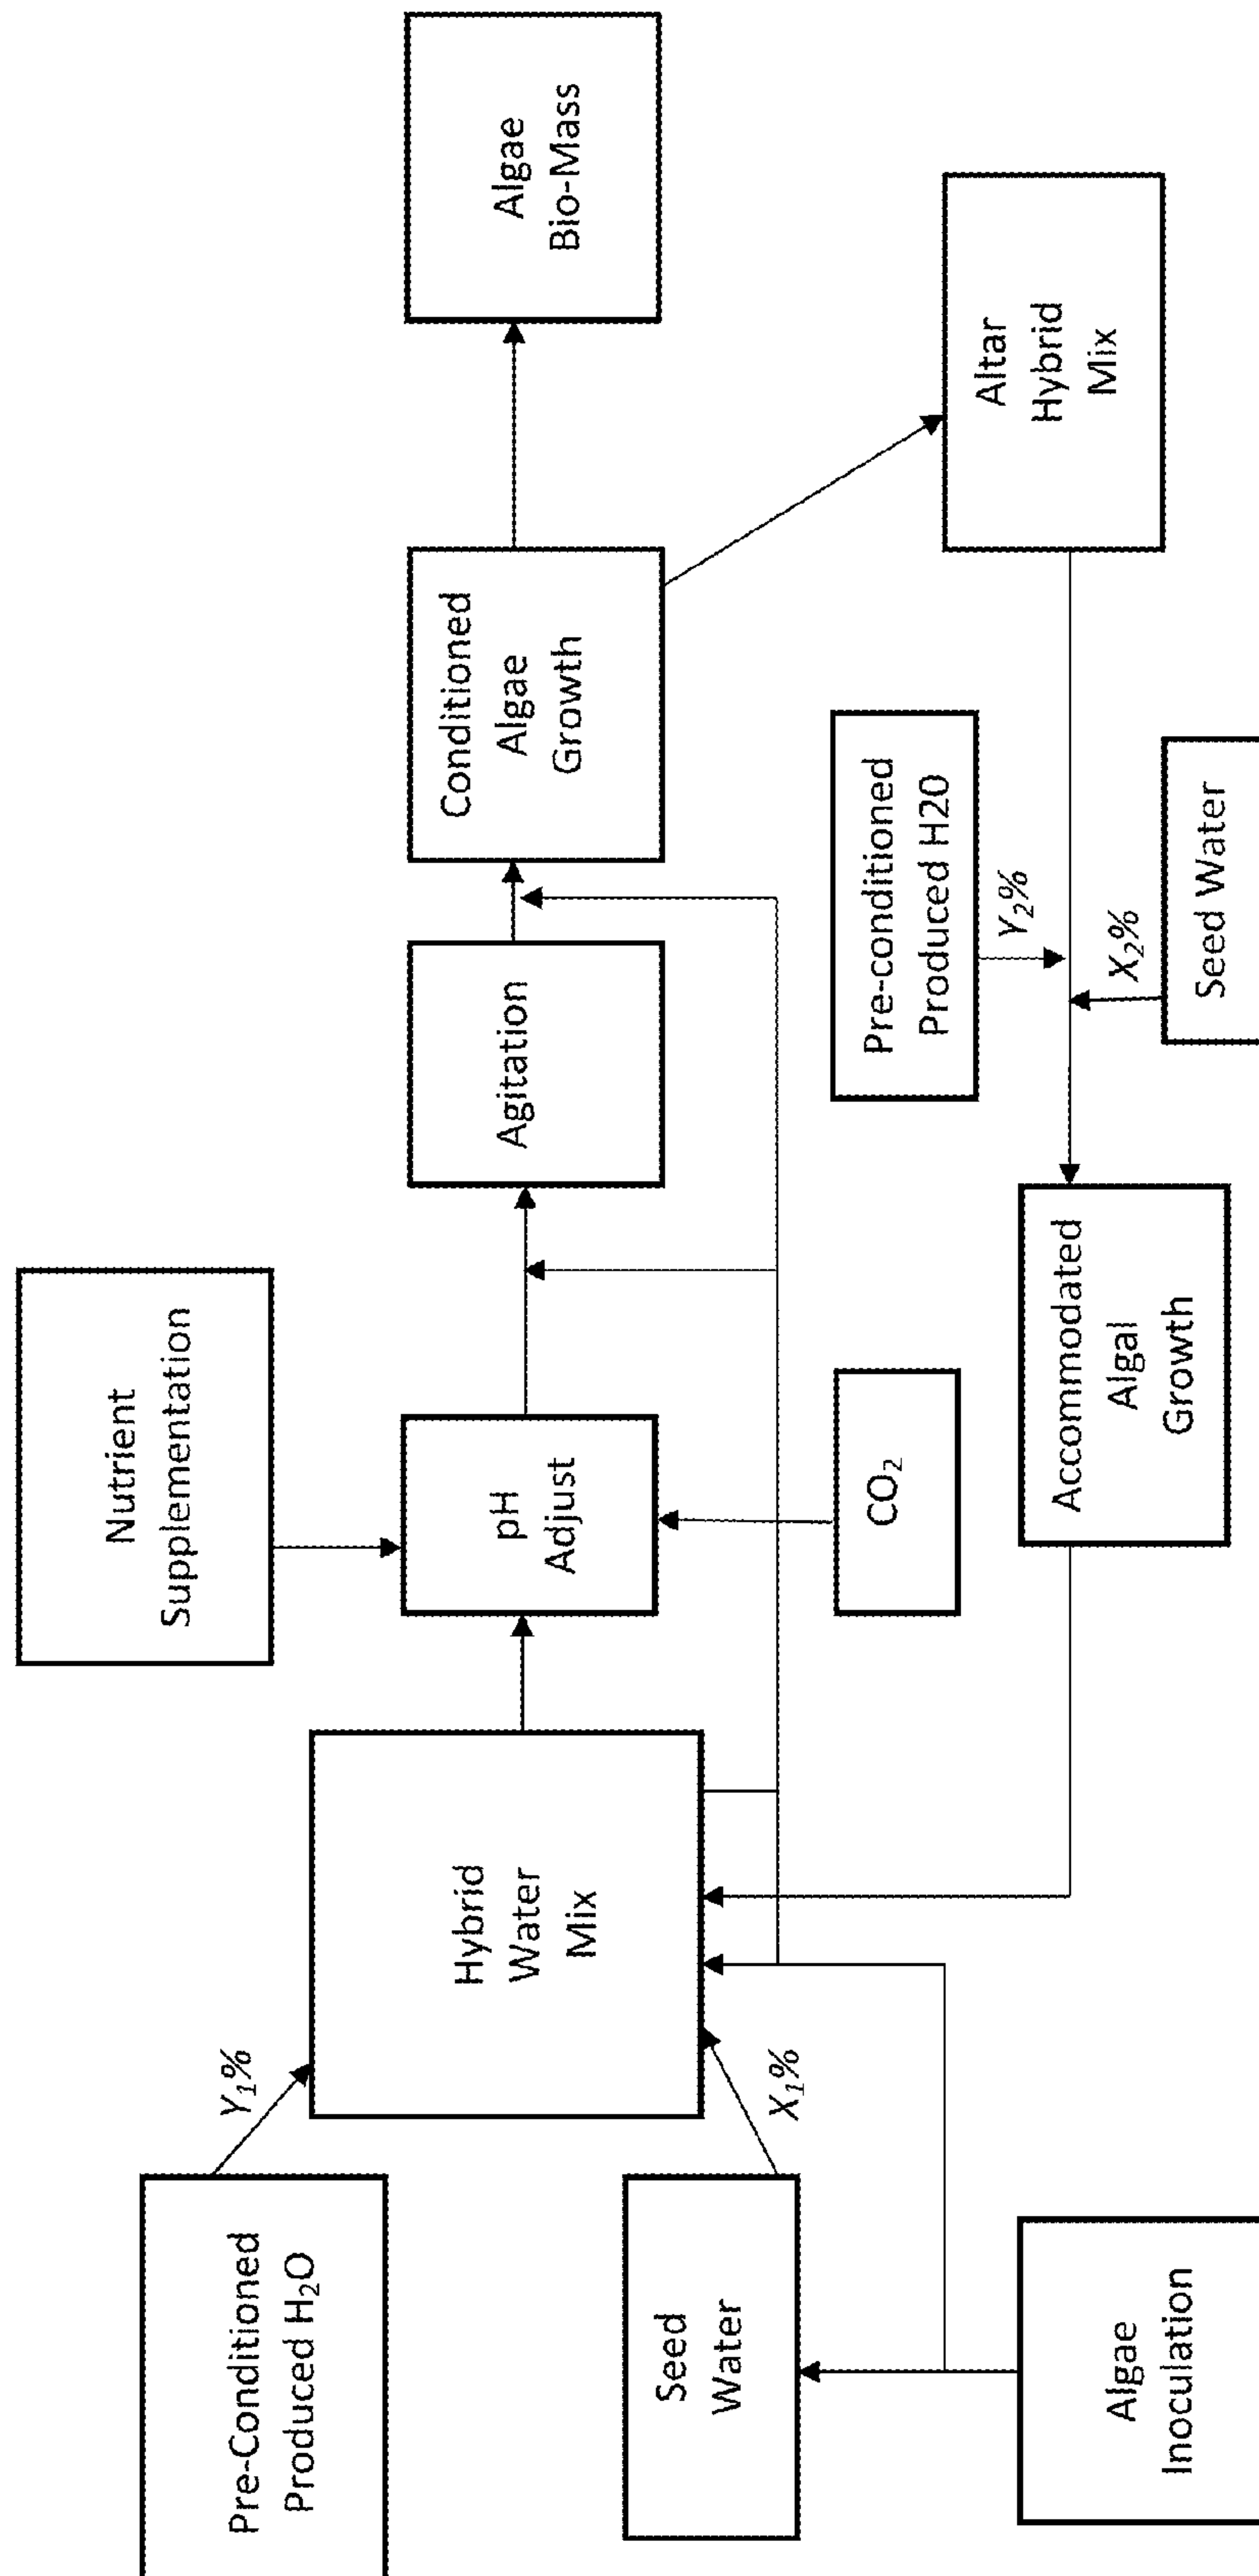 Pre-Conditioned
Produced H₂O
Y₁%
Seed
Water
X₁%
Algae
Inoculation
Hybrid
Water
Mix
Nutrient
Supplementation
pH
Adjust
CO₂
Agitation
Conditioned
Algae
Growth
Algae
Bio-Mass
Altar
Hybrid
Mix
Pre-conditioned
Produced H20
Y₂%
X₂%
Seed Water
Accommodated
Algal
Growth